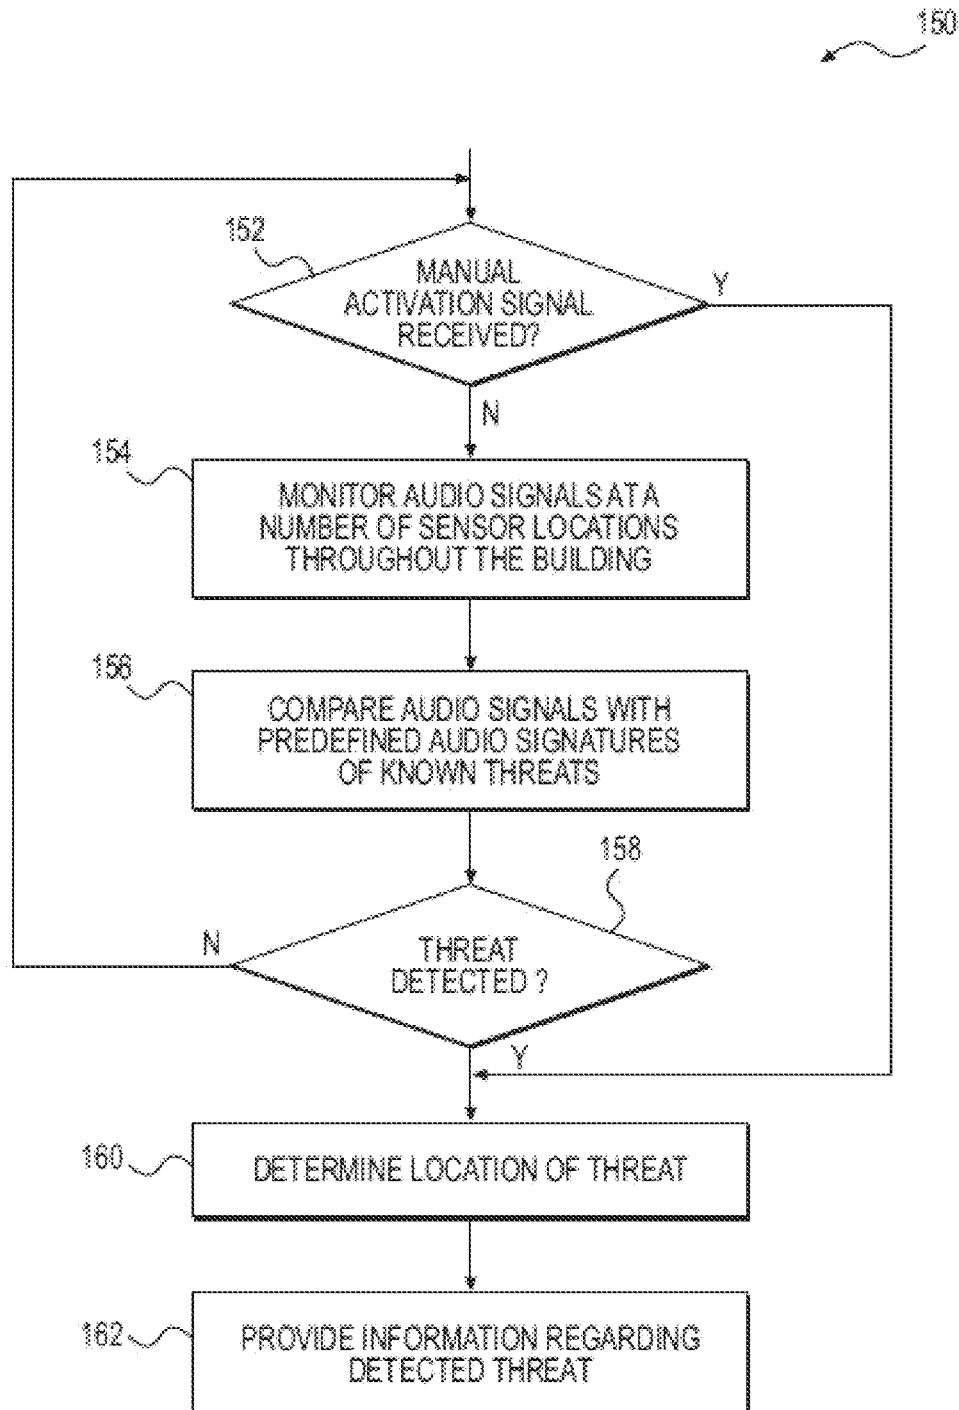 150
152
MANUAL
ACTIVATION SIGNAL
RECEIVED?
Y
N
154
MONITOR AUDIO SIGNALS AT A
NUMBER OF SENSOR LOCATIONS
THROUGHOUT THE BUILDING
156
COMPARE AUDIO SIGNALS WITH
PREDEFINED AUDIO SIGNATURES
OF KNOWN THREATS
158
N
THREAT
DETECTED ?
Y
160
DETERMINE LOCATION OF THREAT
162
PROVIDE INFORMATION REGARDING
DETECTED THREAT